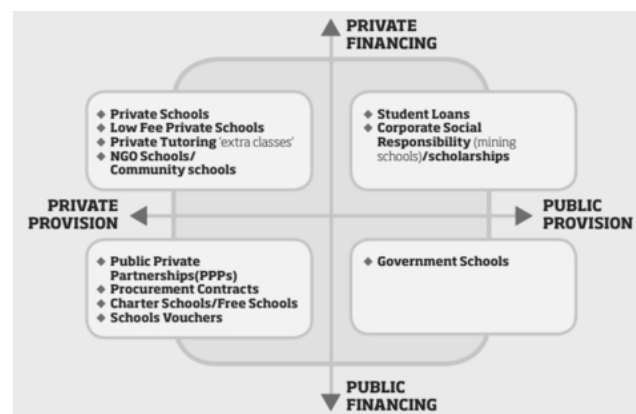 PRIVATE
FINANCING
◆ Private Schools
◆ Low Fee Private Schools
◆ Private Tutoring 'extra classes'
◆ NGO Schools/
Community schools
◆ Student Loans
◆ Corporate Social
Responsibility (mining
schools)/scholarships
PRIVATE
PROVISION
PUBLIC
PROVISION
◆ Public Private
Partnerships(PPPs)
◆ Procurement Contracts
◆ Charter Schools/Free Schools
◆ Schools Vouchers
◆ Government Schools
PUBLIC
FINANCING